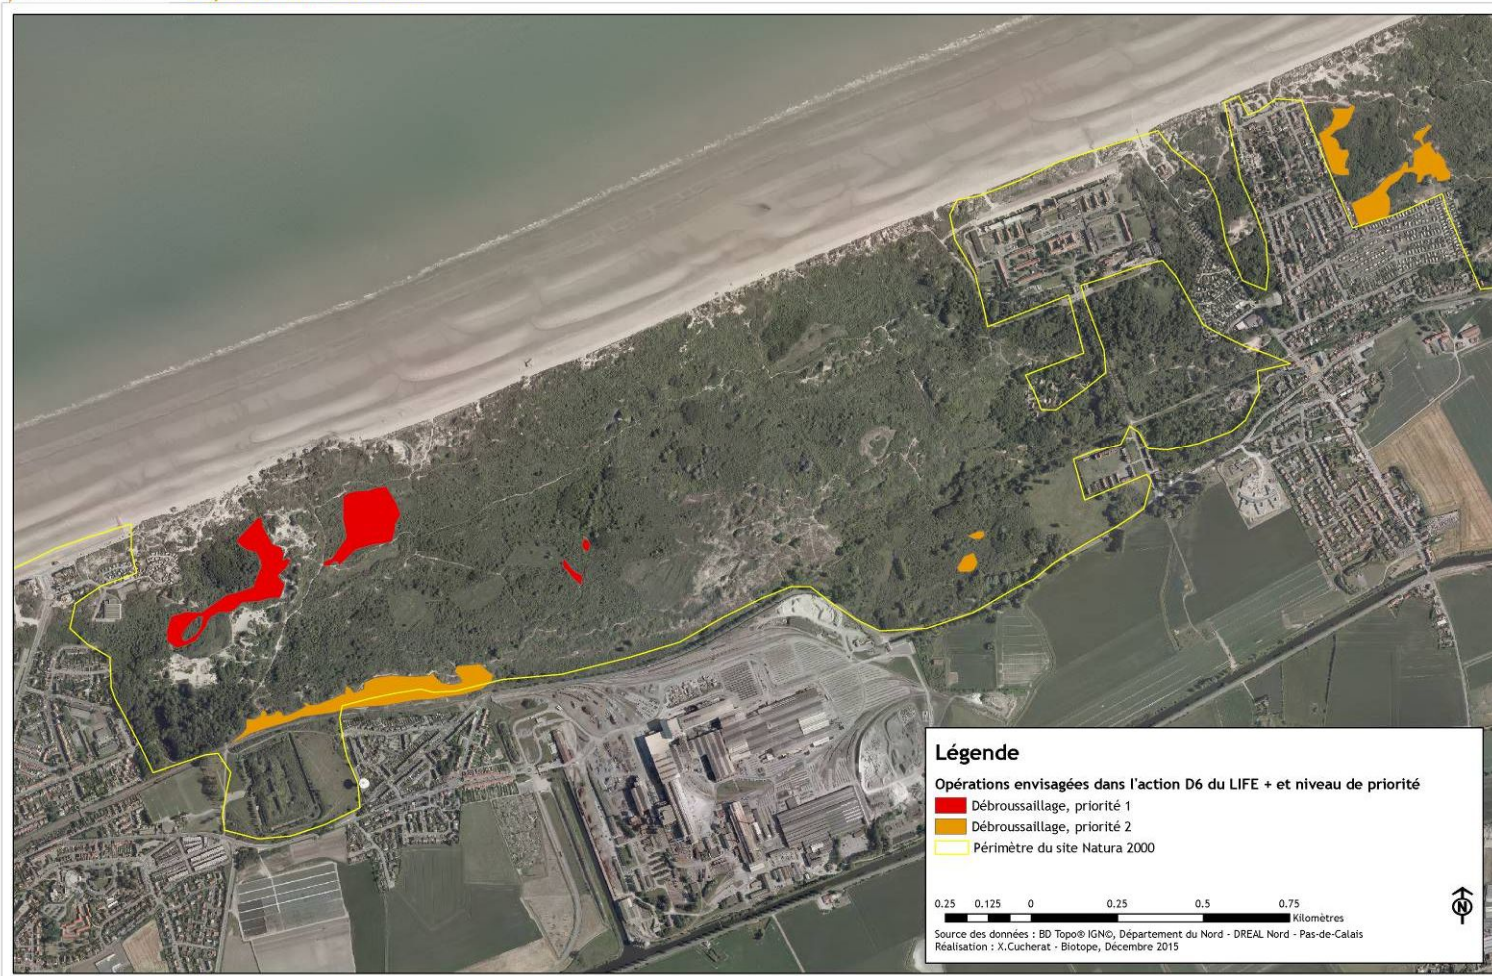 Légende
Opérations envisagées dans l'action D6 du LIFE + et niveau de priorité
Débroussaillage, priorité 1
Débroussaillage, priorité 2
Périmètre du site Natura 2000
0.25 0.125 0 0.25 0.5 0.75
Kilomètres
N
Source des données : BD Topo® IGN©, Département du Nord - DREAL Nord - Pas-de-Calais
Réalisation : X.Cucherat - Biotope, Décembre 2015